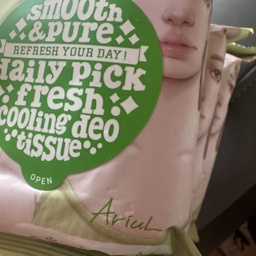 smooth
&pure
REFRESH YOUR DAY!
daily pick
fresh
cooling deo
tissue
OPEN
Ariul